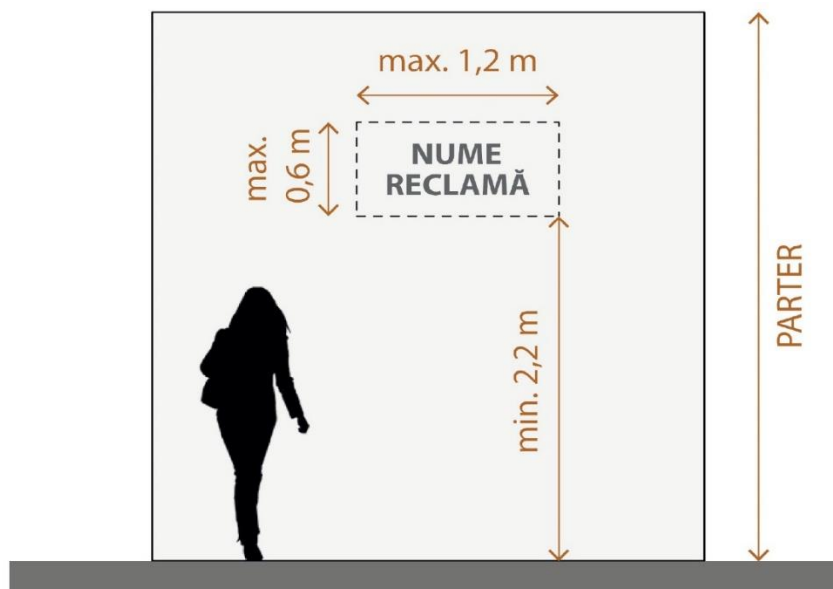 max. 1,2 m
max.
0,6 m
NUME
RECLAMĂ
min. 2,2 m
PARTER